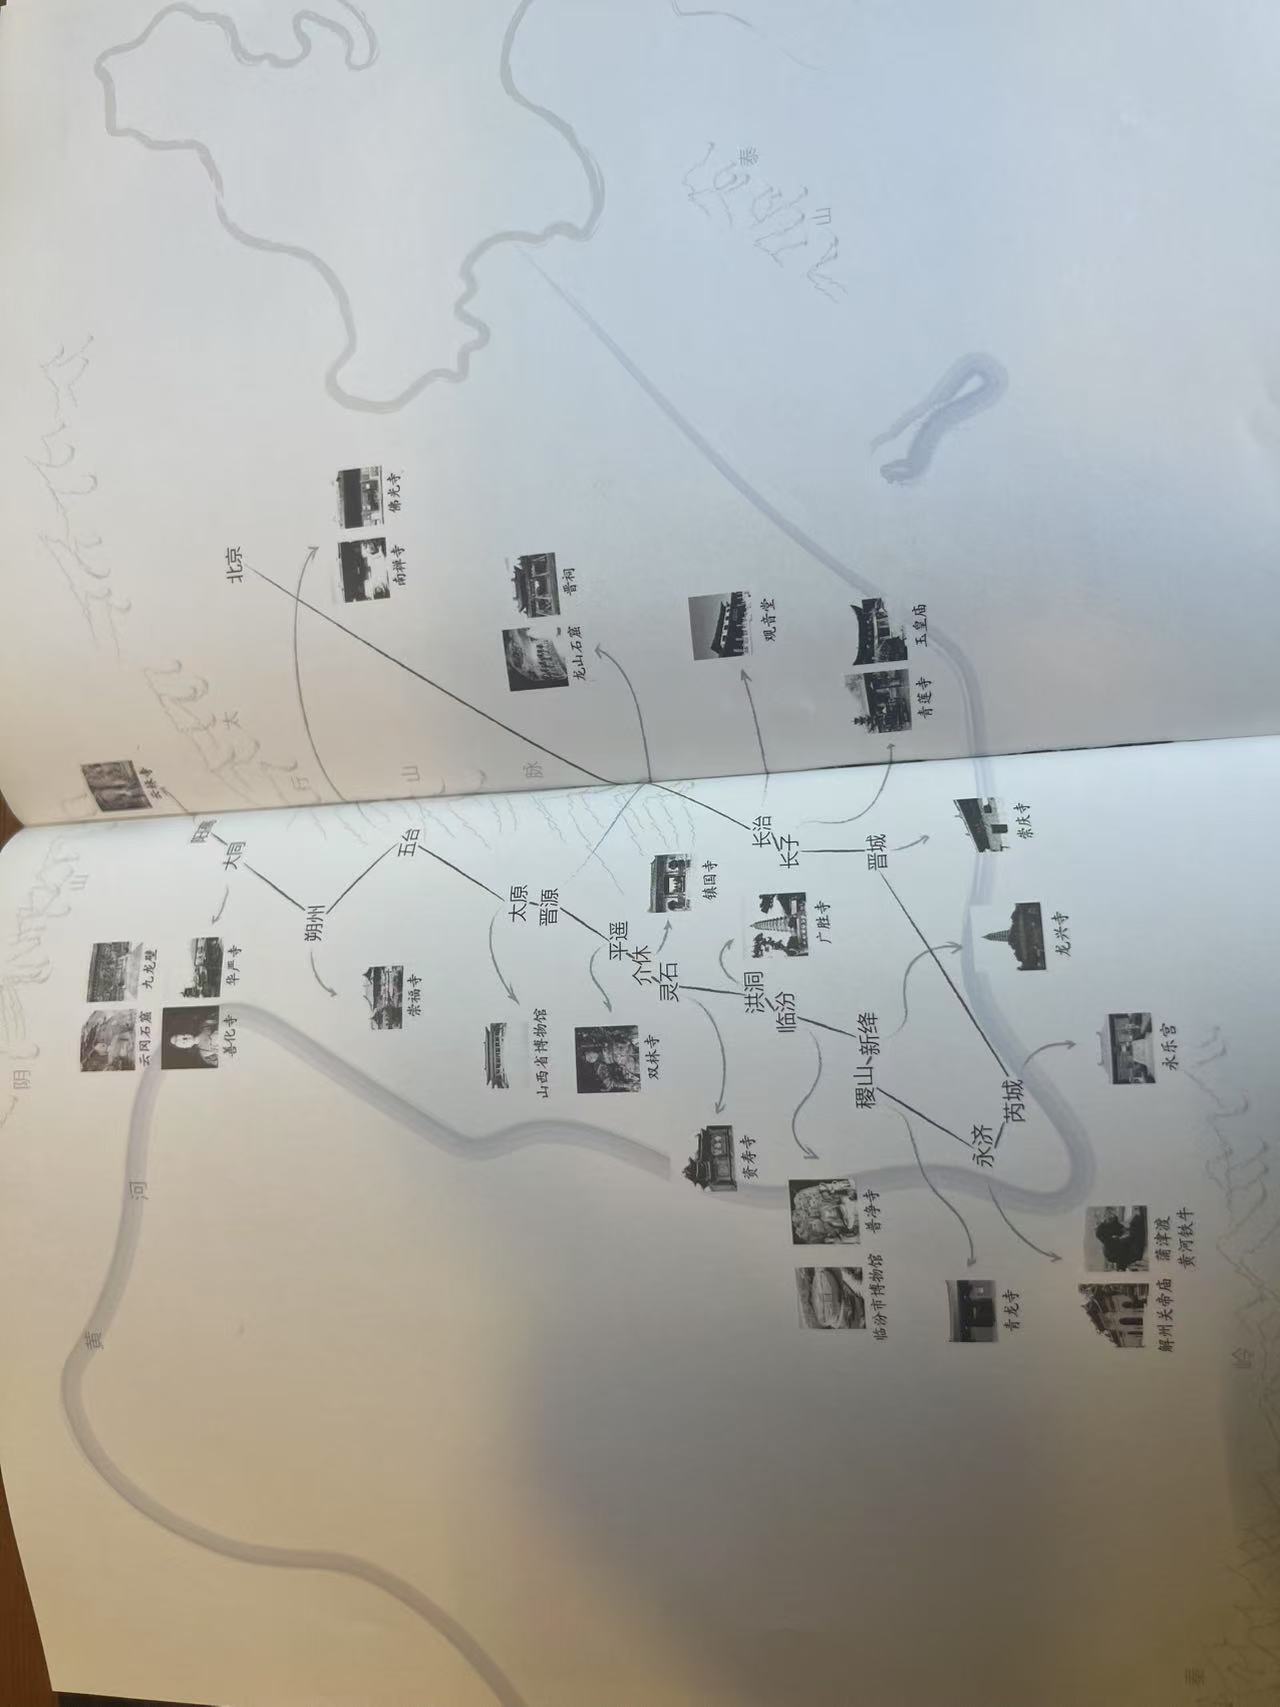 阴
山
黄
河
云林寺
阳高
大同
九龙壁
云冈石窟
华严寺
善化寺
朔州
崇福寺
北京
佛光寺
南禅寺
太
行
山
脉
五台
太原
晋源
山西省博物馆
晋祠
龙山石窟
平遥
介休
灵石
双林寺
镇国寺
资寿寺
泰
山
观音堂
长治
长子
洪洞
临汾
广胜寺
普净寺
临汾市博物馆
玉皇庙
青莲寺
晋城
崇庆寺
稷山
新绛
龙兴寺
青龙寺
永济
芮城
永乐宫
蒲津渡
黄河铁牛
解州关帝庙
秦
岭